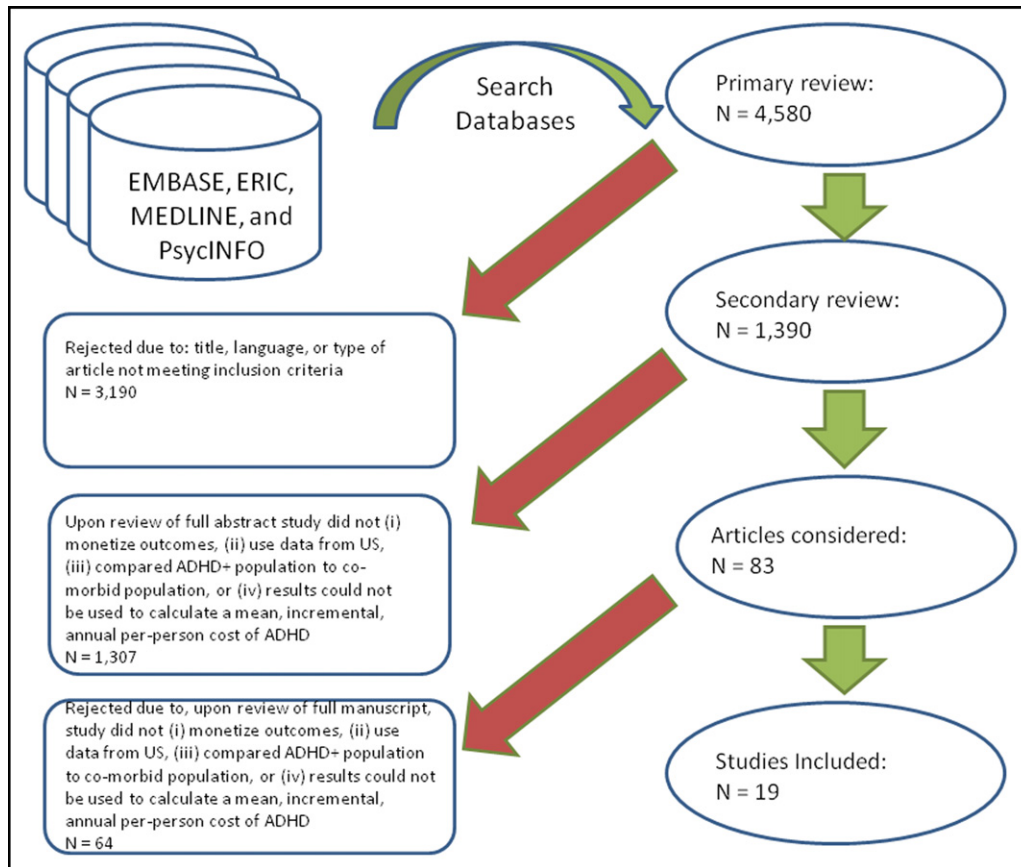 EMBASE, ERIC,
MEDLINE, and
PsycINFO
Search
Databases
Primary review:
N = 4,580
Rejected due to: title, language, or type of
article not meeting inclusion criteria
N = 3,190
Secondary review:
N = 1,390
Upon review of full abstract study did not (i)
monetize outcomes, (ii) use data from US,
(iii) compared ADHD+ population to co-
morbid population, or (iv) results could not
be used to calculate a mean, incremental,
annual per-person cost of ADHD
N = 1,307
Articles considered:
N = 83
Rejected due to, upon review of full manuscript,
study did not (i) monetize outcomes, (ii) use
data from US, (iii) compared ADHD+ population
to co-morbid population, or (iv) results could not
be used to calculate a mean, incremental,
annual per-person cost of ADHD
N = 64
Studies Included:
N = 19